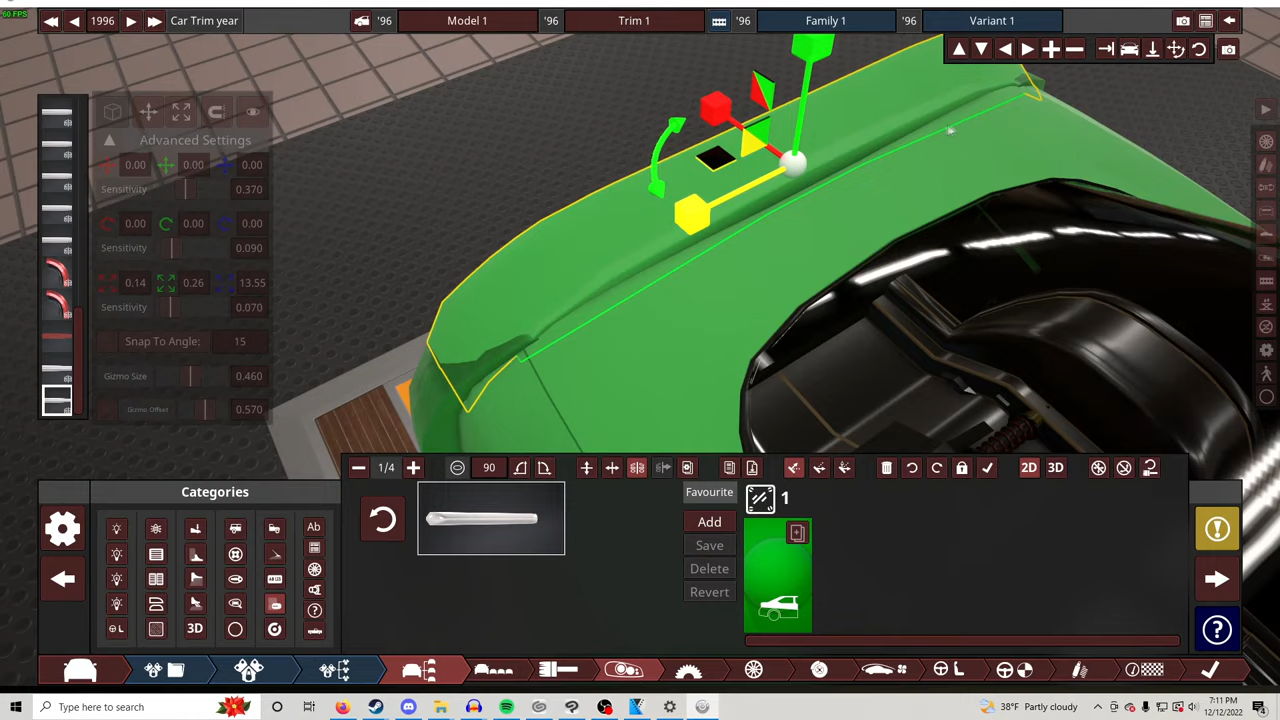 60 FPS
1996
Car Trim year
'96
Model 1
'96
Trim 1
'96
Family 1
'96
Variant 1
Advanced Settings
0.00
0.00
0.00
Sensitivity
0.370
0.00
0.00
0.00
Sensitivity
0.090
0.14
0.26
13.55
Sensitivity
0.070
Snap To Angle:
15
Gizmo Size
0.460
Gizmo Offset
0.570
1/4
90
2D
3D
Categories
Ab
3D
L
Favourite
Add
Save
Delete
Revert
1
L
Type here to search
38°F Partly cloudy
7:11 PM
12/12/2022
4